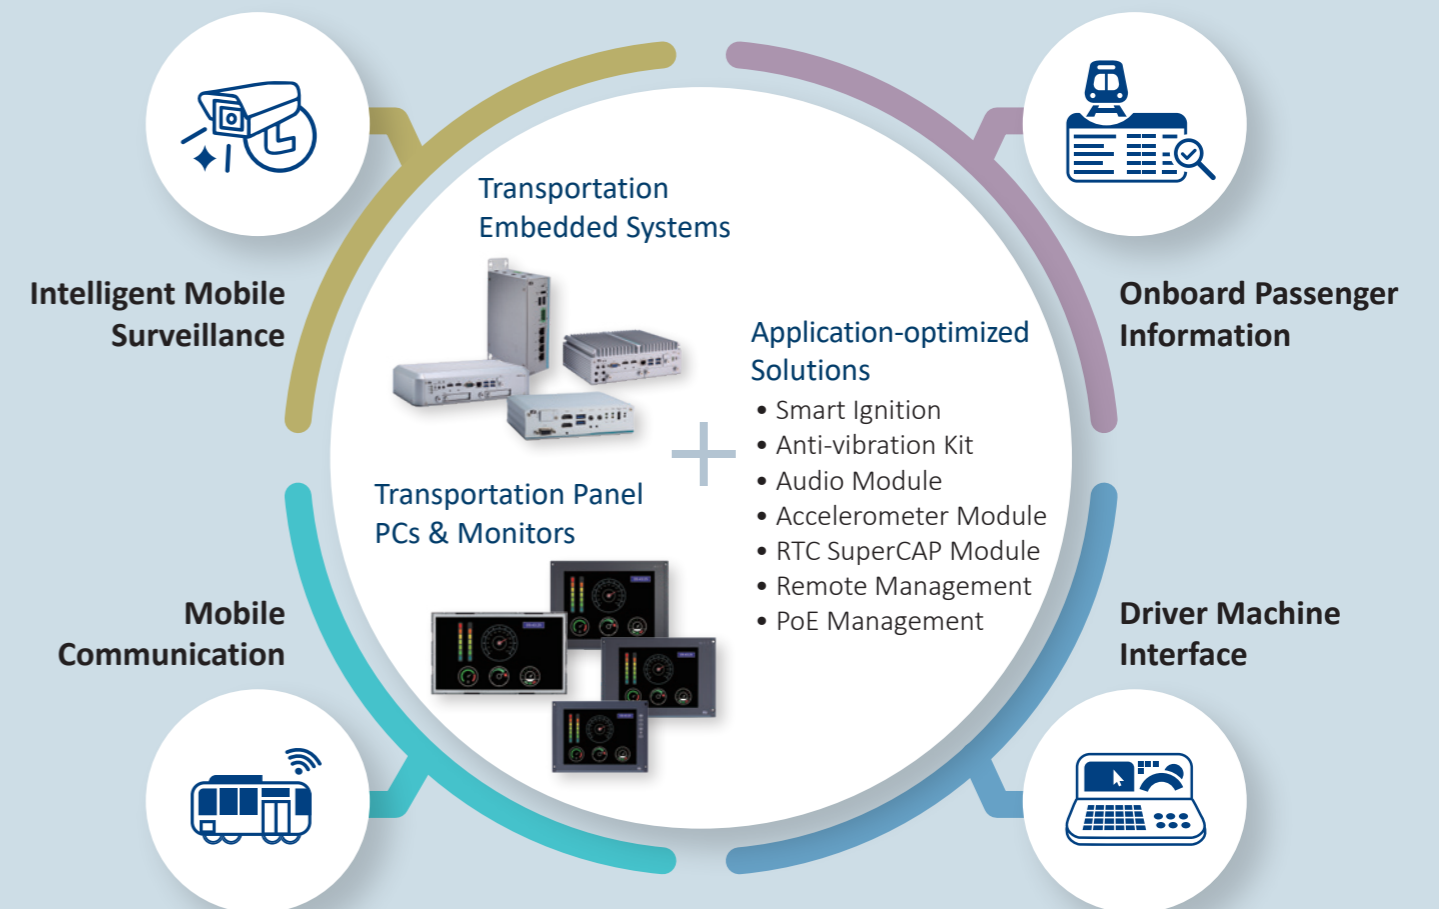 Intelligent Mobile
Surveillance
Transportation
Embedded Systems
Transportation Panel
PCs & Monitors
Application-optimized
Solutions
• Smart Ignition
• Anti-vibration Kit
• Audio Module
• Accelerometer Module
• RTC SuperCAP Module
• Remote Management
• PoE Management
Onboard Passenger
Information
Mobile
Communication
Driver Machine
Interface